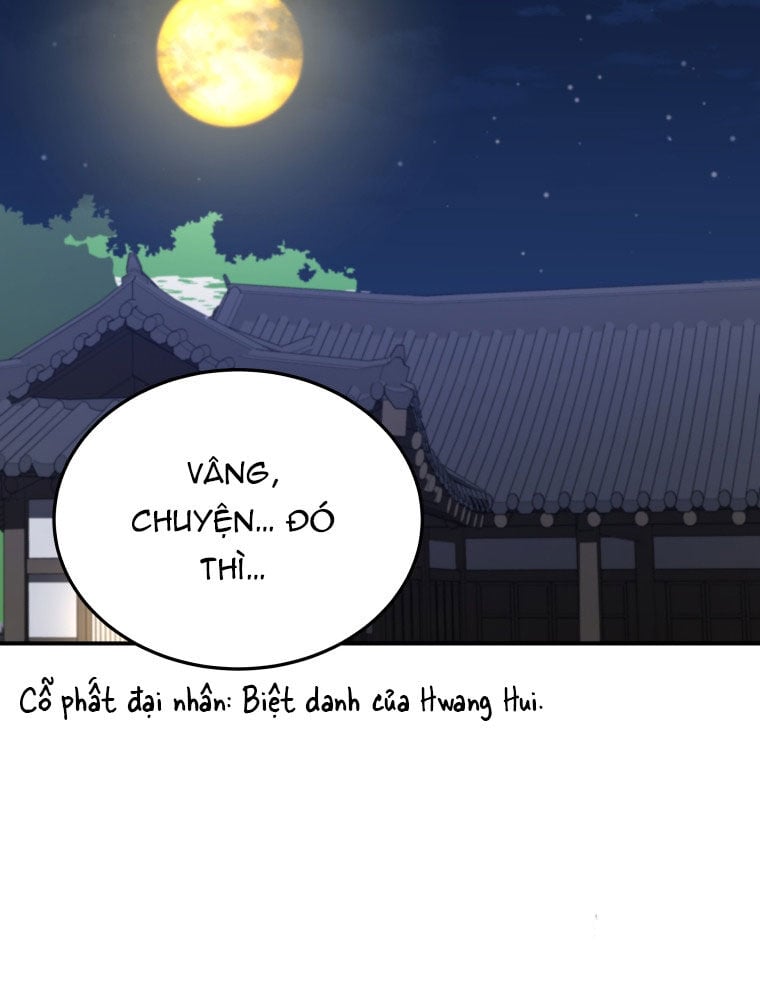 VÂNG,
CHUYỆN... ĐÓ
THÌ...
Cỗ phất đại nhân: Biệt danh của Hwang Hui.